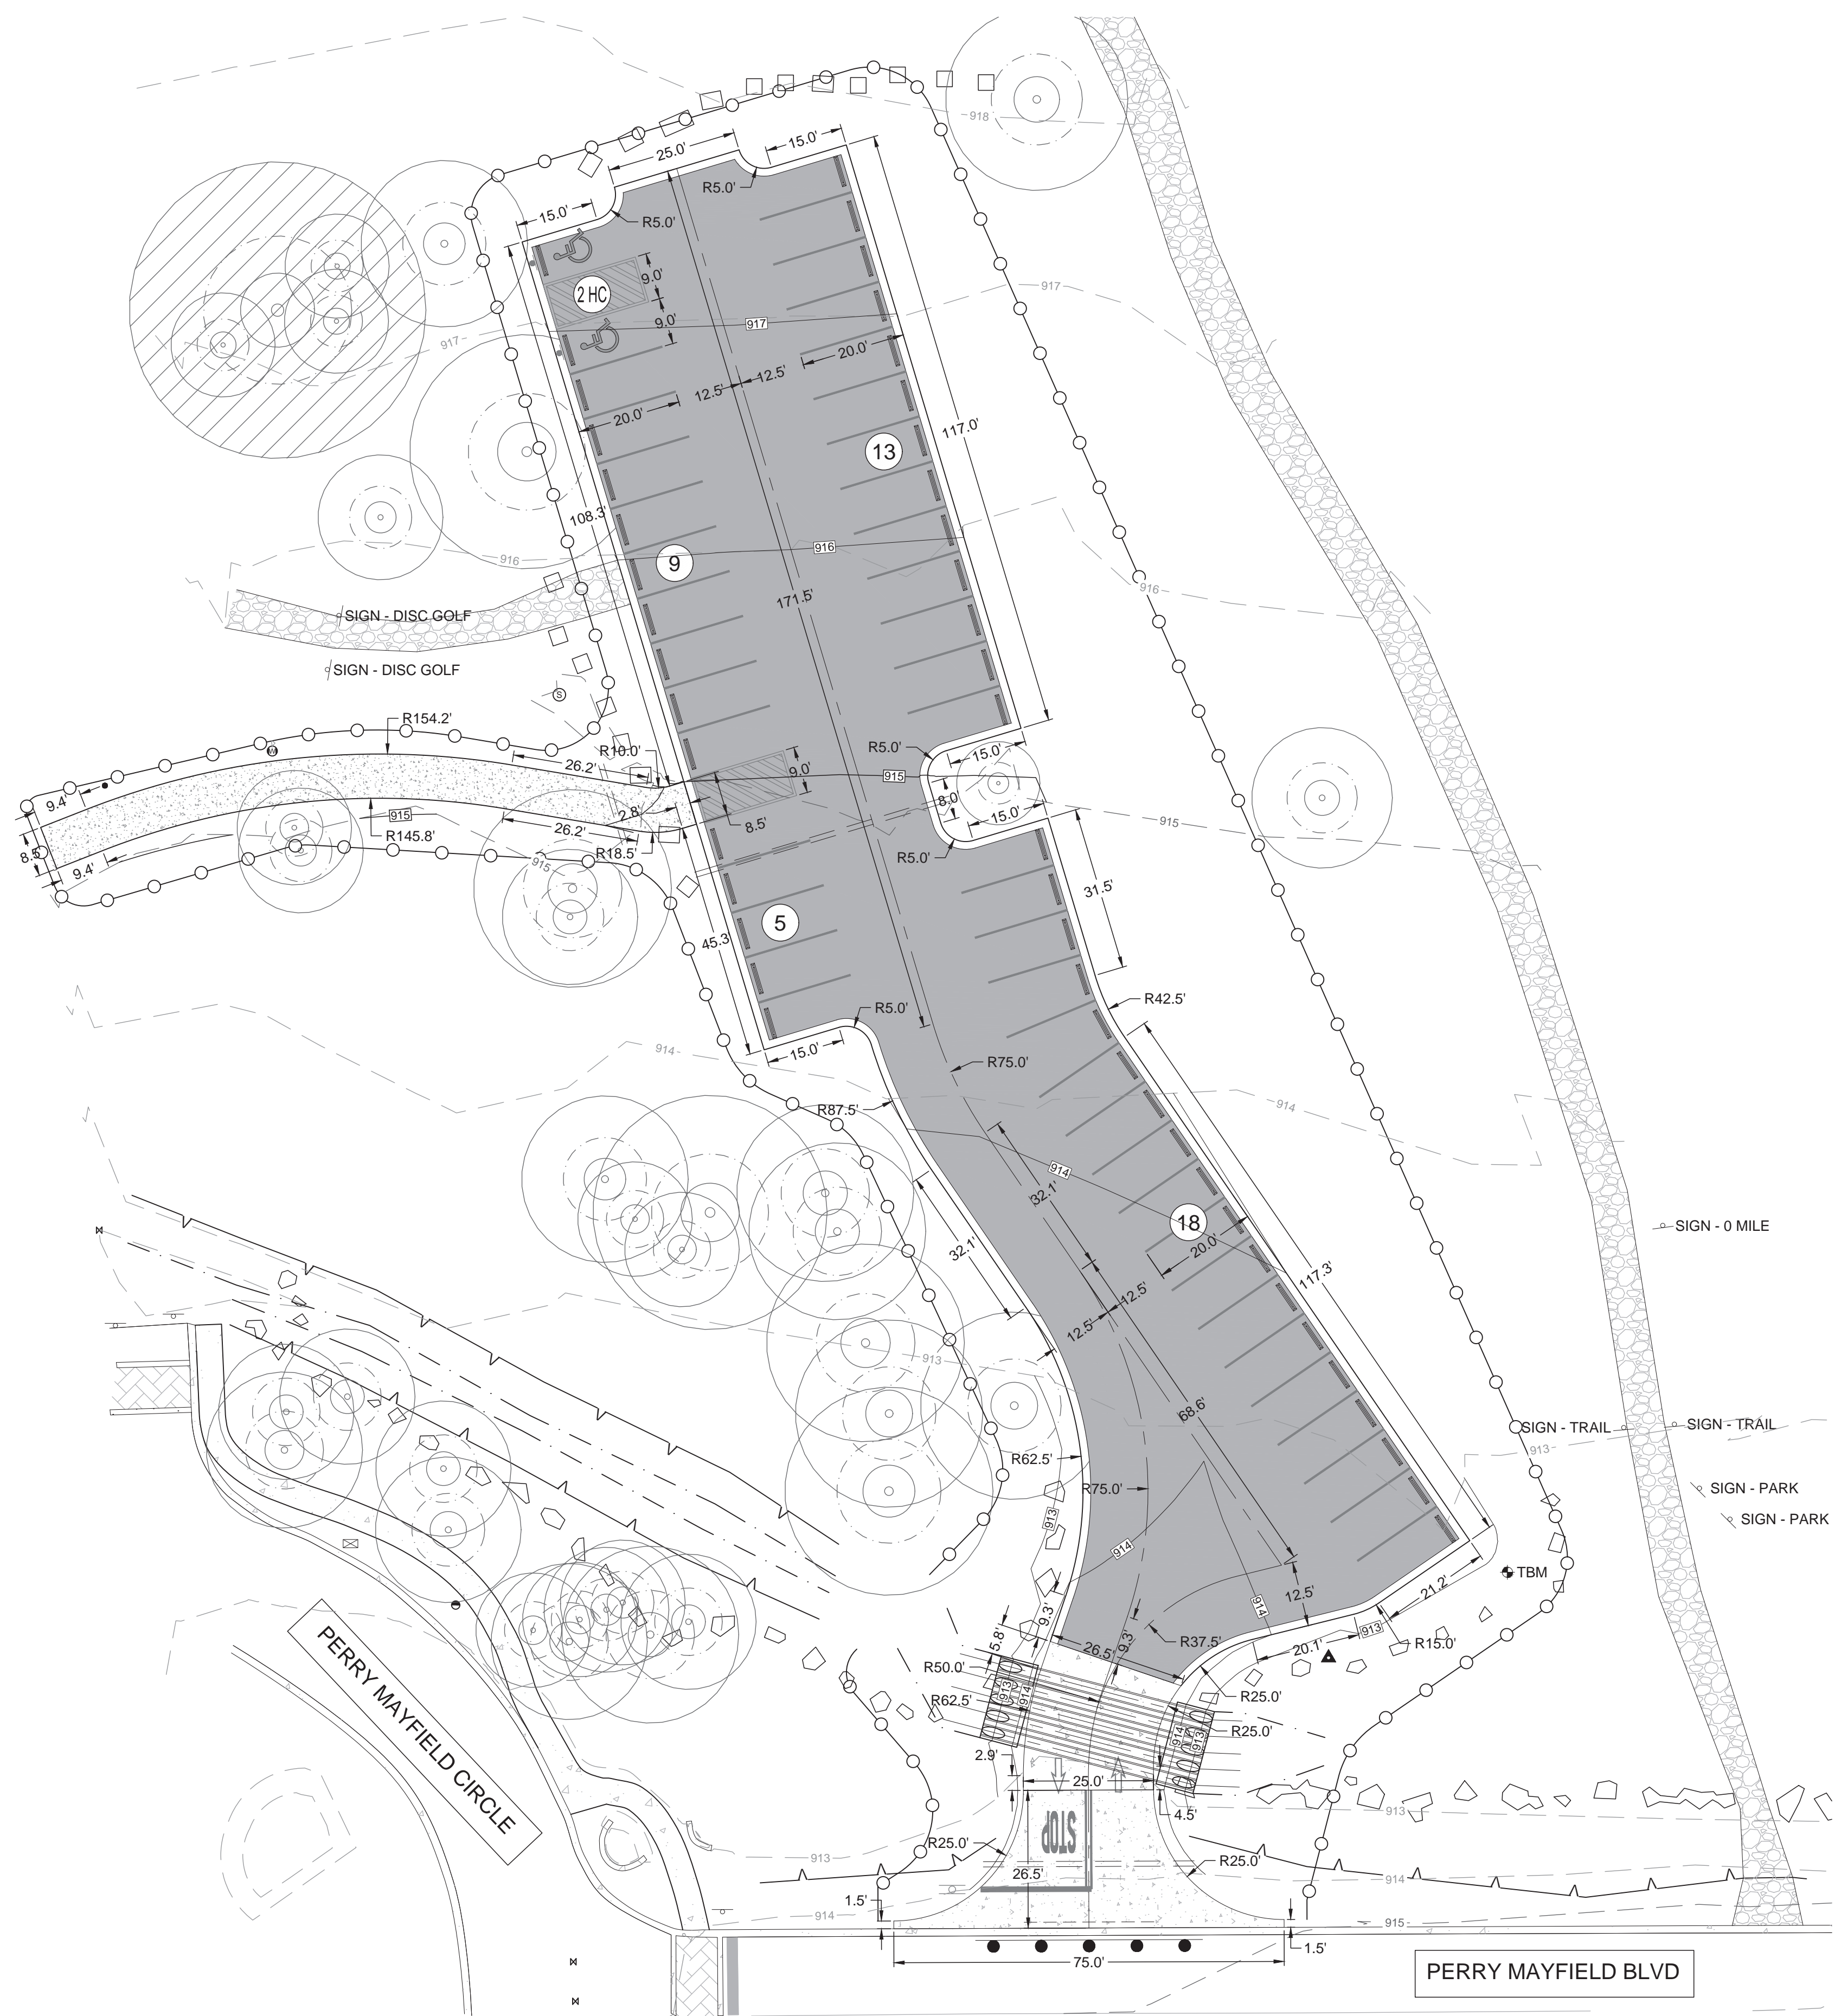 918
25.0'
15.0'
R5.0'
15.0'
R5.0'
9.0'
2 HC
917
9.0'
917
917
20.0'
12.5'
12.5'
20.0'
117.0'
13
108.3'
916
916
9
916
171.5'
SIGN - DISC GOLF
SIGN - DISC GOLF
S
R154.2'
R10.0'
R5.0'
15.0'
26.2'
9.0'
915
9.4'
8.0'
2.8'
15.0'
915
915
8.5'
26.2'
R145.8'
R18.5'
R5.0'
8.5'
9.4'
915
31.5'
5
45.3'
R42.5'
R5.0'
914
15.0'
R75.0'
R87.5'
914
914
32.1'
18
SIGN - 0 MILE
32.1'
20.0'
117.3'
12.5'
12.5'
913
68.6'
SIGN - TRAIL
SIGN - TRAIL
913
R62.5'
R75.0'
SIGN - PARK
913
SIGN - PARK
914
TBM
12.5'
21.2'
914
9.3'
913
PERRY MAYFIELD CIRCLE
5.8'
9.3'
R37.5'
20.1'
R15.0'
26.5'
R50.0'
913
914
R62.5'
R25.0'
R25.0'
914
913
2.9'
25.0'
4.5'
913
STOP
R25.0'
913
R25.0'
26.5'
914
1.5'
914
915
1.5'
75.0'
PERRY MAYFIELD BLVD